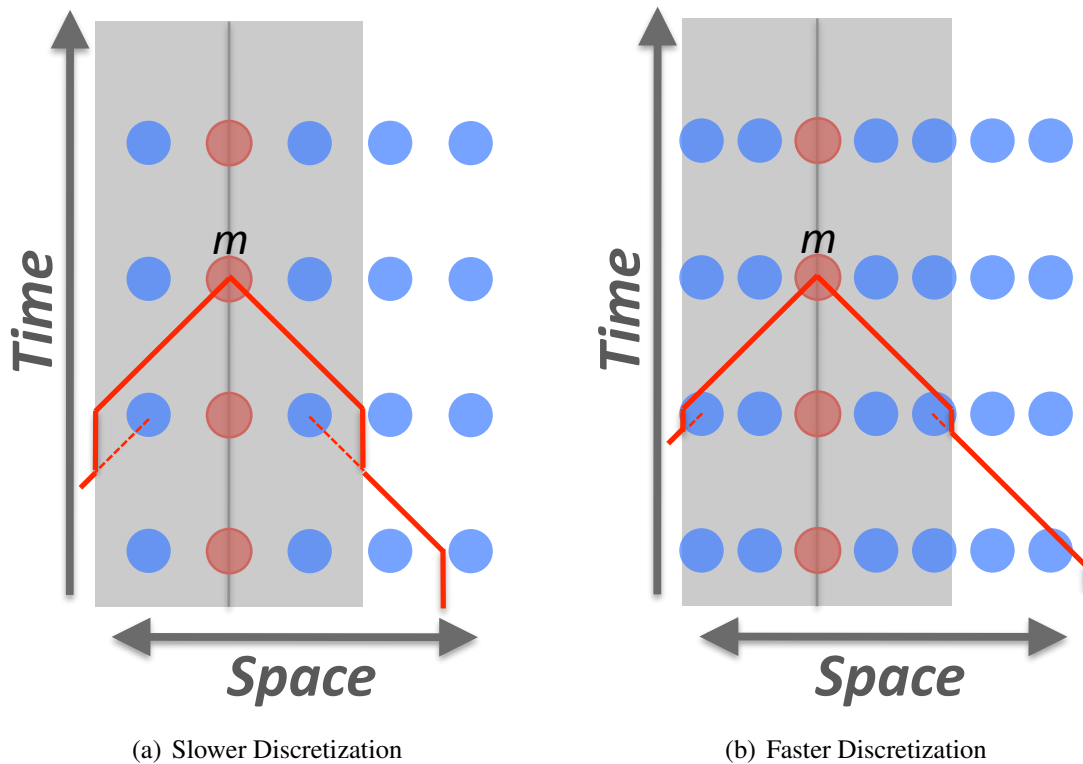 m
Time
Space
(a) Slower Discretization
m
Time
Space
(b) Faster Discretization